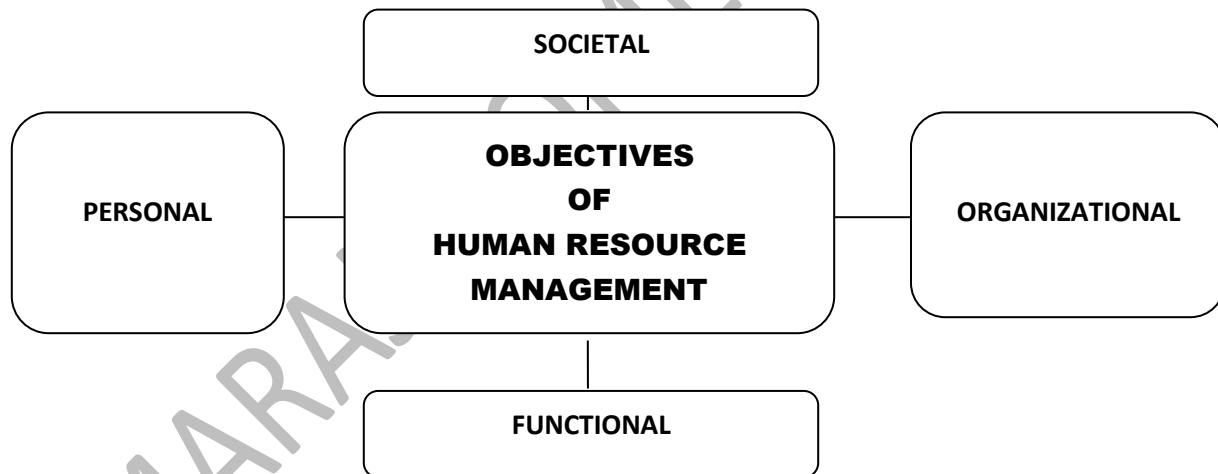 SOCIETAL
PERSONAL
OBJECTIVES
OF
HUMAN RESOURCE
MANAGEMENT
ORGANIZATIONAL
FUNCTIONAL